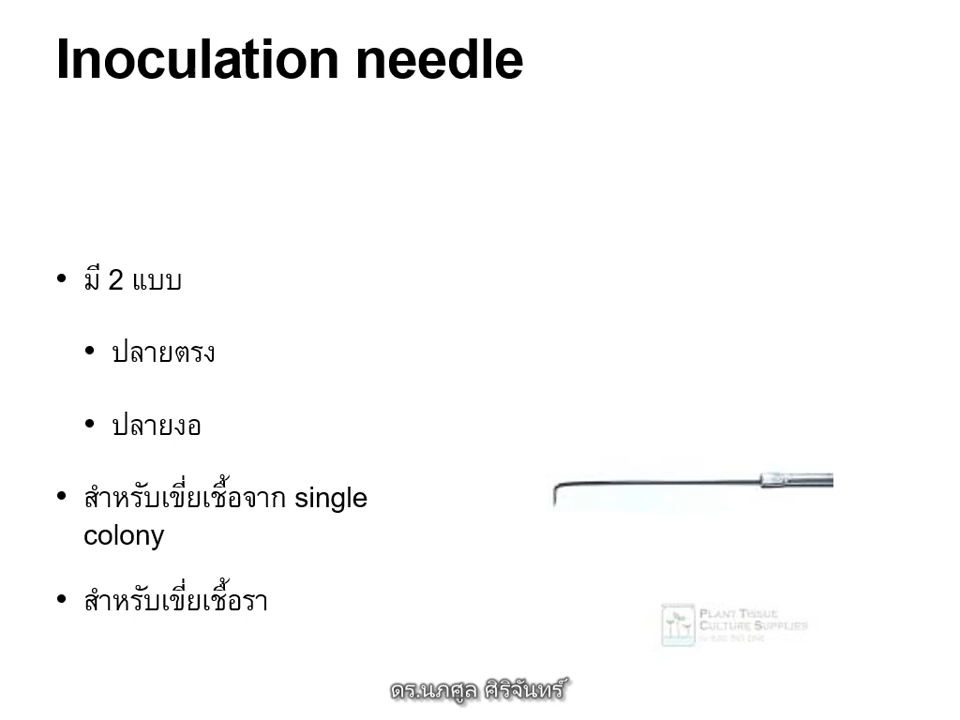 Inoculation needle
• มี 2 แบบ
• ปลายตรง
• ปลายงอ
• สำหรับเขี่ยเชื้อจาก single
colony
• สำหรับเขี่ยเชื้อรา
PLANT TISSUE
CULTURE SUPPLIES
ดร.นภศูล ศิริจันทร์